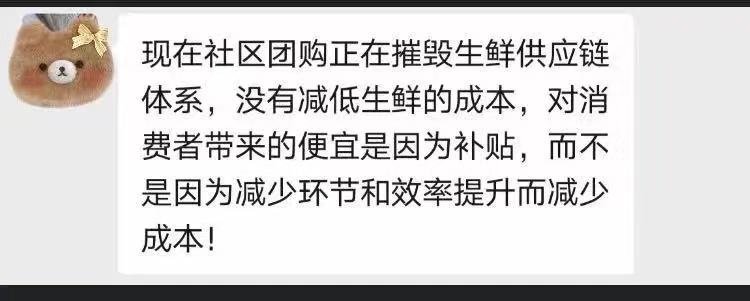 现在社区团购正在摧毁生鲜供应链
体系，没有减低生鲜的成本，对消
费者带来的便宜是因为补贴，而不
是因为减少环节和效率提升而减少
成本！